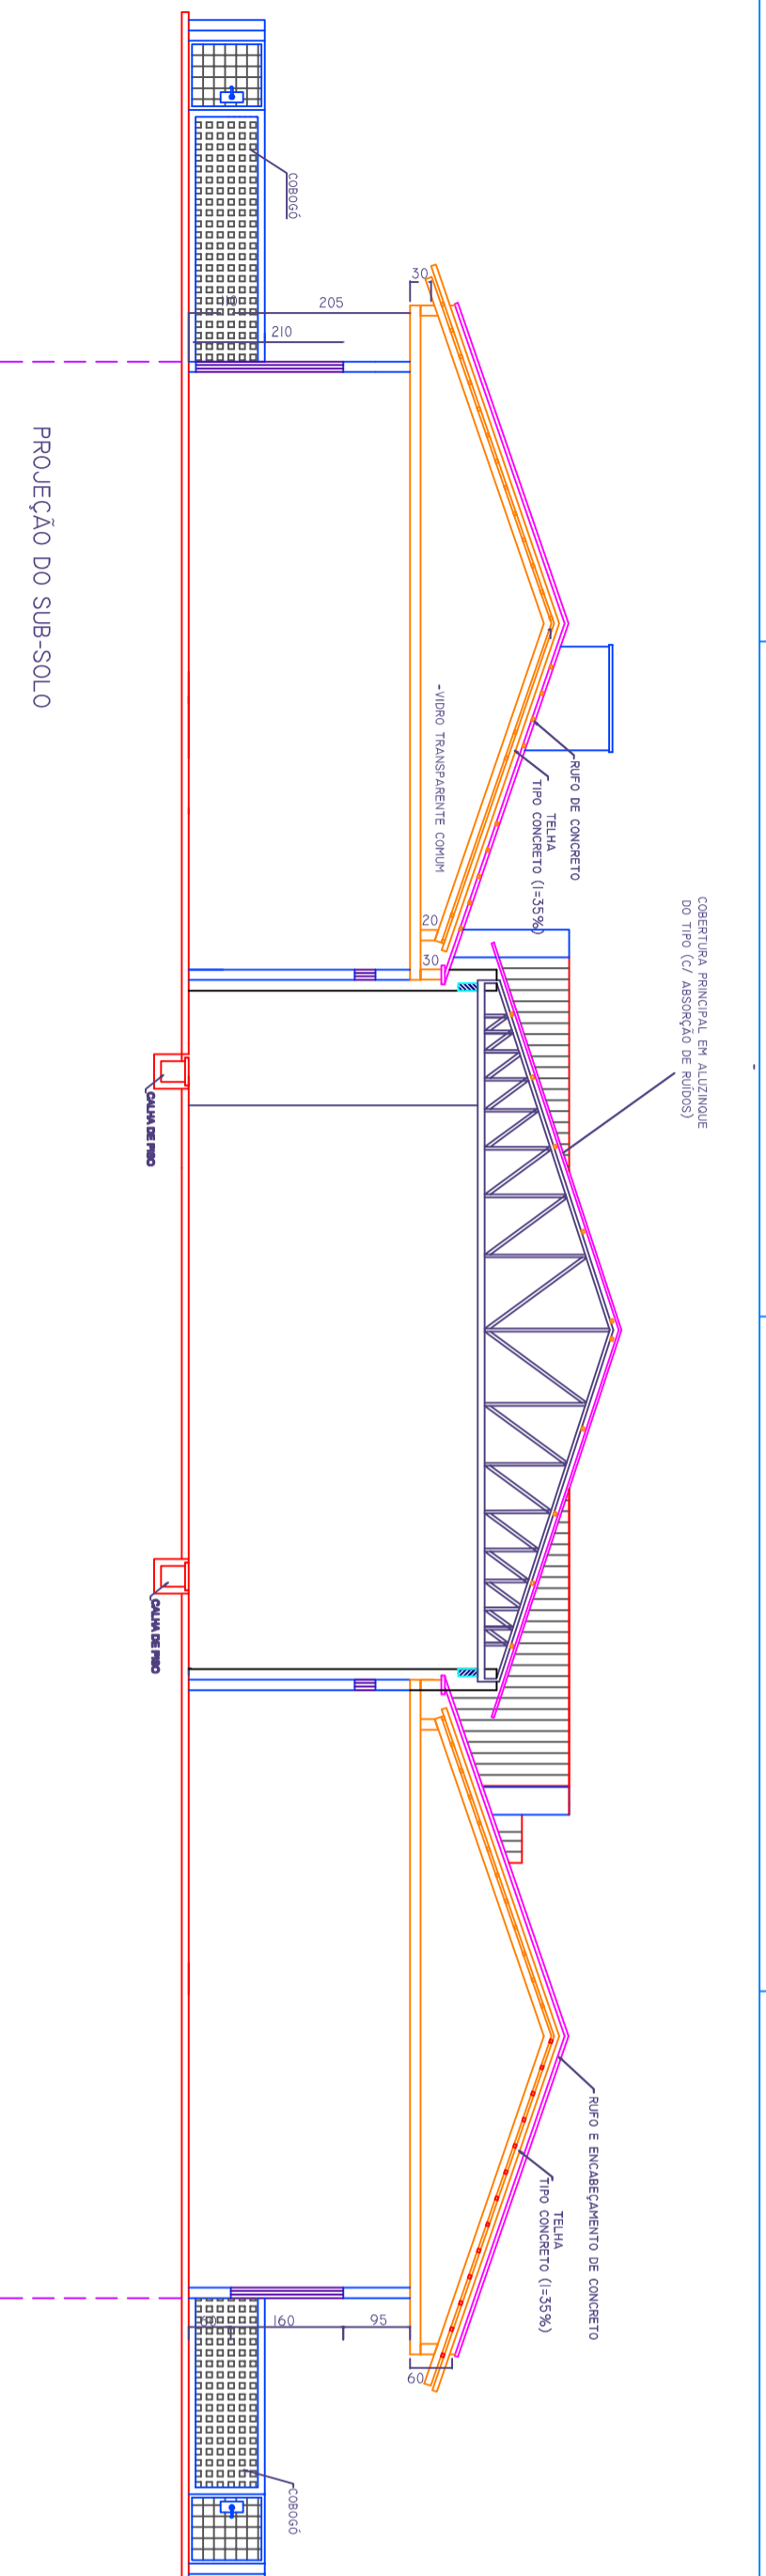 COBOGÓ
30
205
110
210
PROJEÇÃO DO SUB-SOLO
-VIDRO TRANSPARENTE COMUM
RUFO DE CONCRETO
TELHA
TIPO CONCRETO (I=35%)
20
30
COBERTURA PRINCIPAL EM ALUZINQUE
DO TIPO (C/ ABSORÇÃO DE RUÍDOS)
CALHA DE PISO
CALHA DE PISO
RUFO E ENCABEÇAMENTO DE CONCRETO
TELHA
TIPO CONCRETO (I=35%)
60
160
95
60
COBOGÓ